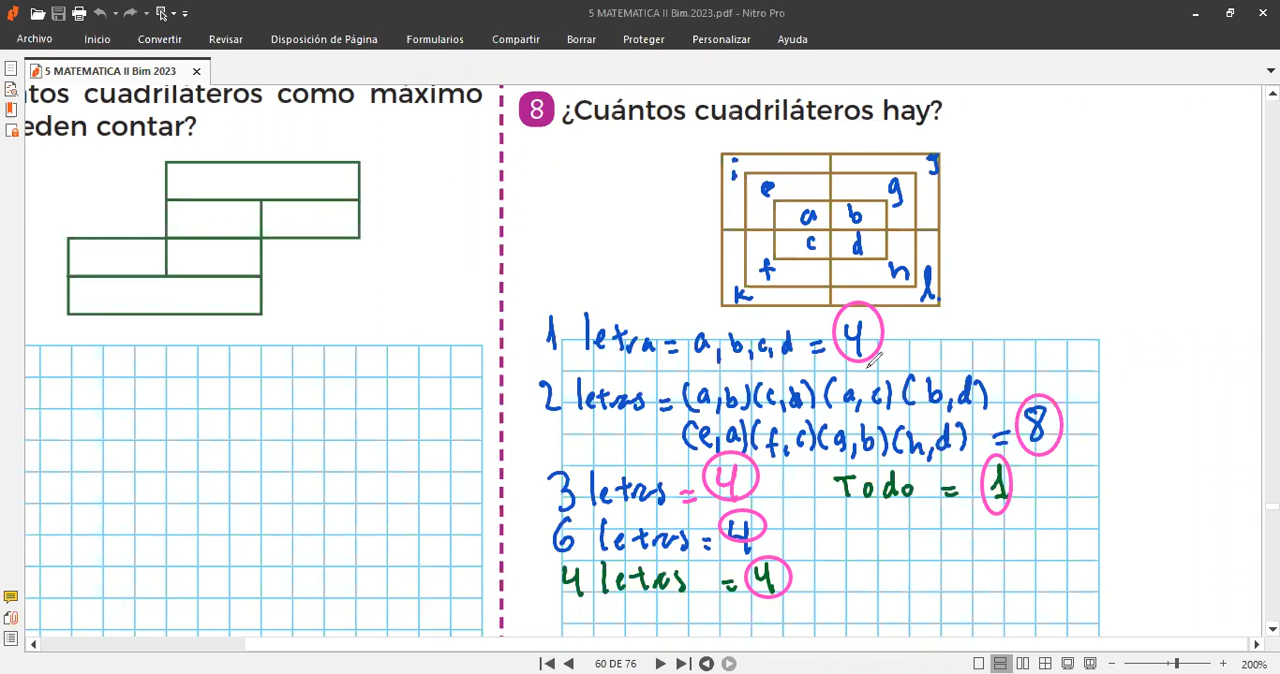 5 MATEMATICA II Bim 2023.pdf - Nitro Pro
Archivo Inicio Convertir Revisar Disposición de Página Formularios Compartir Borrar Proteger Personalizar Ayuda
5 MATEMATICA II Bim 2023
tos cuadriláteros como máximo
eden contar?
8 ¿Cuántos cuadriláteros hay?
i j
e g
a b
c d
f h
k l
1 letra = a, b, c, d = 4
2 letras = (a, b)(c, d)(a, c)(b, d)
(e, a)(f, c)(g, b)(h, d) = 8
3 letras = 4 Todo = 1
6 letras = 4
4 letras = 4
60 DE 76
200%